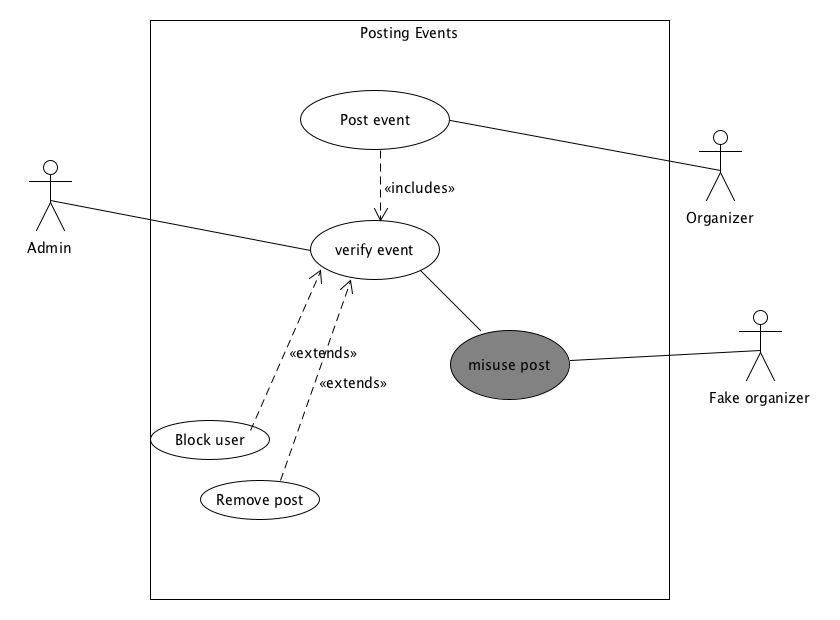 Posting Events
Post event
«includes»
Organizer
Admin
verify event
misuse post
Fake organizer
«extends»
«extends»
Block user
Remove post